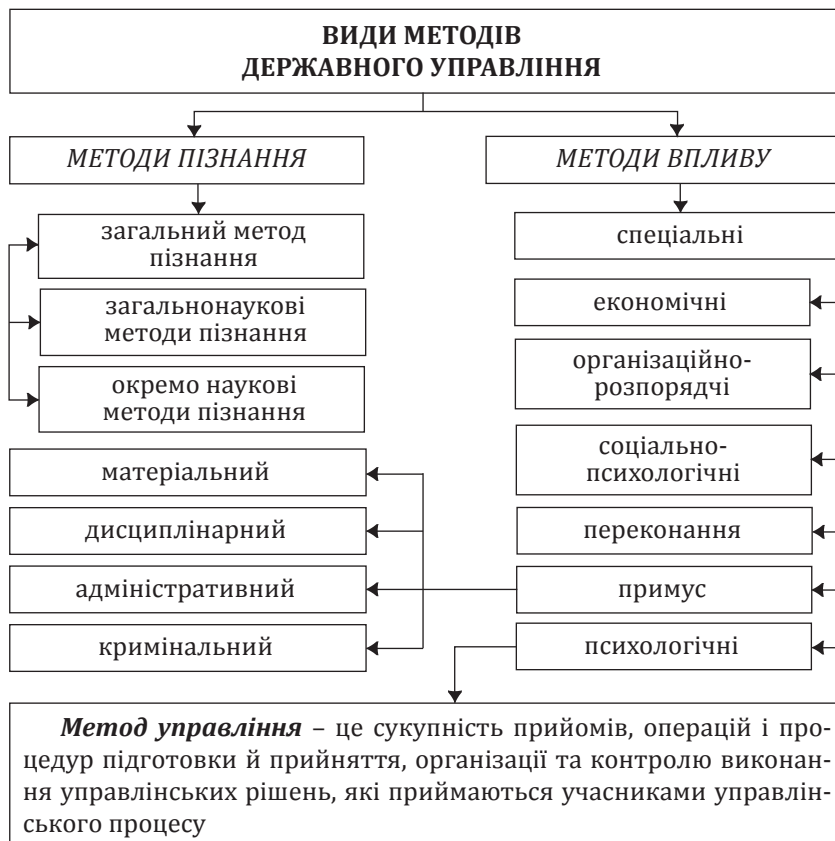 ВИДИ МЕТОДІВ
ДЕРЖАВНОГО УПРАВЛІННЯ
МЕТОДИ ПІЗНАННЯ
МЕТОДИ ВПЛИВУ
загальний метод
пізнання
загальнонаукові
методи пізнання
окремо наукові
методи пізнання
матеріальний
дисциплінарний
адміністративний
кримінальний
спеціальні
економічні
організаційно-
розпорядчі
соціально-
психологічні
переконання
примус
психологічні
Метод управління – це сукупність прийомів, операцій і про-
цедур підготовки й прийняття, організації та контролю виконан-
ня управлінських рішень, які приймаються учасниками управлін-
ського процесу